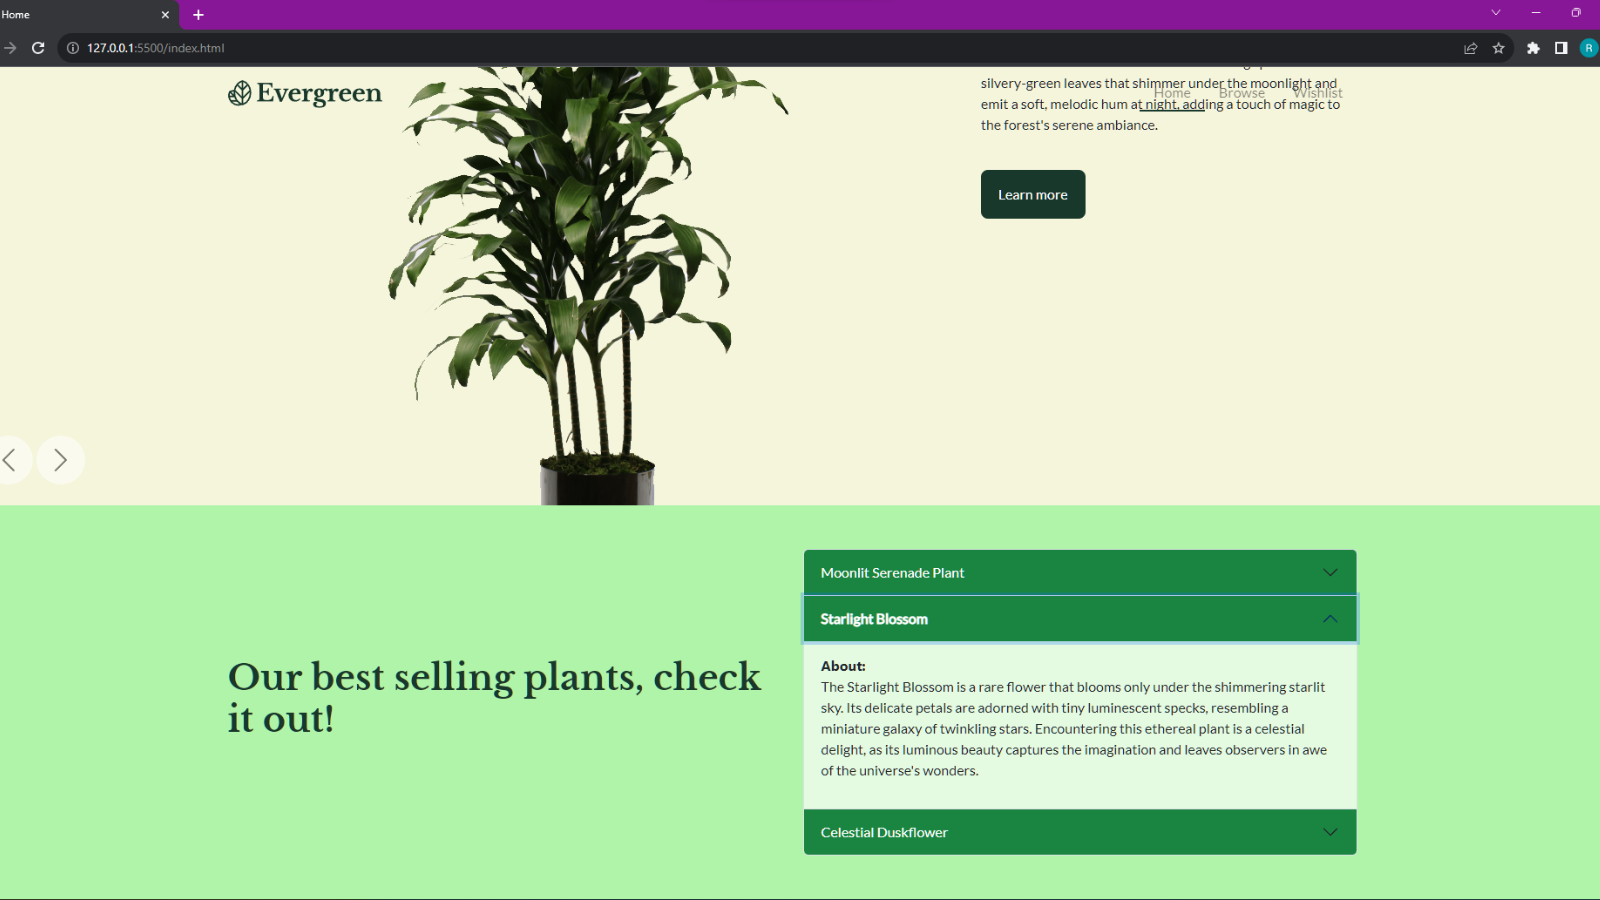 Home
127.0.0.1:5500/index.html
R
Evergreen
Home Browse Wishlist
silvery-green leaves that shimmer under the moonlight and
emit a soft, melodic hum at night, adding a touch of magic to
the forest's serene ambiance.
Learn more
Our best selling plants, check
it out!
Moonlit Serenade Plant
Starlight Blossom
About:
The Starlight Blossom is a rare flower that blooms only under the shimmering starlit
sky. Its delicate petals are adorned with tiny luminescent specks, resembling a
miniature galaxy of twinkling stars. Encountering this ethereal plant is a celestial
delight, as its luminous beauty captures the imagination and leaves observers in awe
of the universe's wonders.
Celestial Duskflower